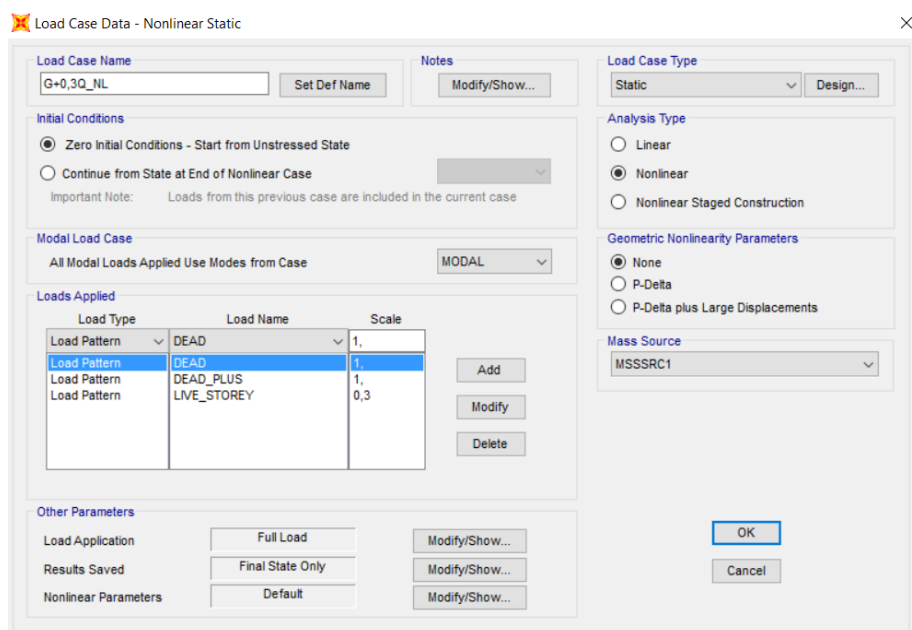 Load Case Data - Nonlinear Static
Load Case Name
G+0,3Q_NL
Set Def Name
Notes
Modify/Show...
Load Case Type
Static
Design...
Initial Conditions
Zero Initial Conditions - Start from Unstressed State
Continue from State at End of Nonlinear Case
Important Note: Loads from this previous case are included in the current case
Analysis Type
Linear
Nonlinear
Nonlinear Staged Construction
Modal Load Case
All Modal Loads Applied Use Modes from Case
MODAL
Geometric Nonlinearity Parameters
None
P-Delta
P-Delta plus Large Displacements
Loads Applied
Load Type Load Name Scale
Load Pattern DEAD 1,
Load Pattern DEAD 1,
Load Pattern DEAD_PLUS 1,
Load Pattern LIVE_STOREY 0,3
Add
Modify
Delete
Mass Source
MSSSRC1
Other Parameters
Load Application Full Load Modify/Show...
Results Saved Final State Only Modify/Show...
Nonlinear Parameters Default Modify/Show...
OK
Cancel